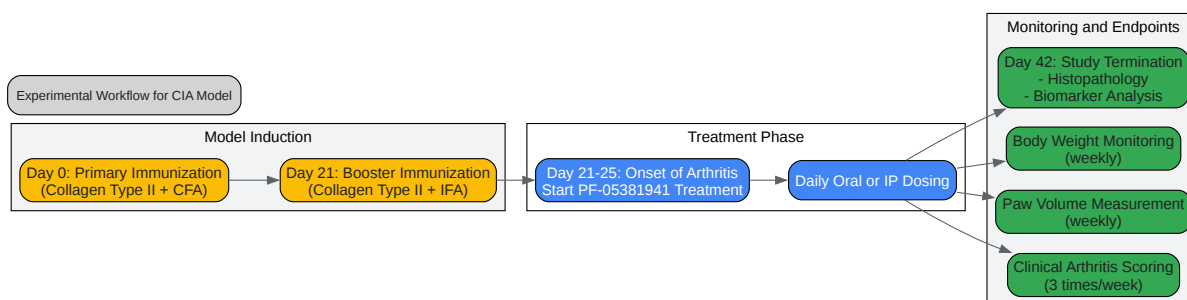 Experimental Workflow for CIA Model
Model Induction
Day 0: Primary Immunization
(Collagen Type II + CFA)
Day 21: Booster Immunization
(Collagen Type II + IFA)
Treatment Phase
Day 21-25: Onset of Arthritis
Start PF-05381941 Treatment
Daily Oral or IP Dosing
Monitoring and Endpoints
Day 42: Study Termination
- Histopathology
- Biomarker Analysis
Body Weight Monitoring
(weekly)
Paw Volume Measurement
(weekly)
Clinical Arthritis Scoring
(3 times/week)